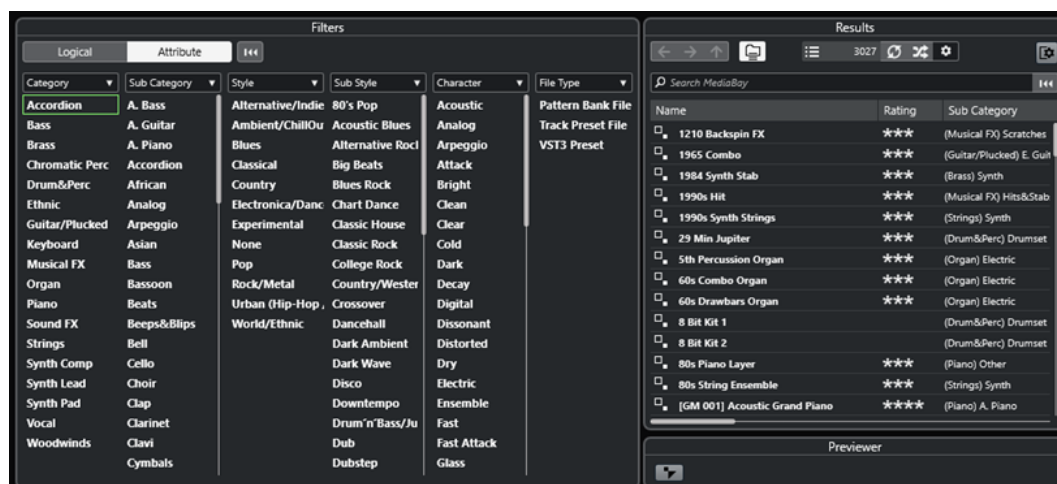 Filters
Logical Attribute
Category Sub Category Style Sub Style Character File Type
Accordion A. Bass Alternative/Indie 80's Pop Acoustic Pattern Bank File
Bass A. Guitar Ambient/ChillOu Acoustic Blues Analog Track Preset File
Brass A. Piano Blues Alternative Rocl Arpeggio VST3 Preset
Chromatic Perc Accordion Classical Big Beats Attack
Drum&Perc African Country Blues Rock Bright
Ethnic Analog Electronica/Danc Chart Dance Clean
Guitar/Plucked Arpeggio Experimental Classic House Clear
Keyboard Asian None Classic Rock Cold
Musical FX Bass Pop College Rock Dark
Organ Bassoon Rock/Metal Country/Wester Decay
Piano Beats Urban (Hip-Hop , Crossover Digital
Sound FX Beeps&Blips World/Ethnic Dancehall Dissonant
Strings Bell Dark Ambient Distorted
Synth Comp Cello Dark Wave Dry
Synth Lead Choir Disco Electric
Synth Pad Clap Downtempo Ensemble
Vocal Clarinet Drum´n´Bass/Ju Fast
Woodwinds Clavi Dub Fast Attack
Cymbals Dubstep Glass
Results
3027
Search MediaBay
Name Rating Sub Category
1210 Backspin FX *** (Musical FX) Scratches
1965 Combo *** (Guitar/Plucked) E. Guit
1984 Synth Stab *** (Brass) Synth
1990s Hit *** (Musical FX) Hits&Stab
1990s Synth Strings *** (Strings) Synth
29 Min Jupiter *** (Drum&Perc) Drumset
5th Percussion Organ *** (Organ) Electric
60s Combo Organ *** (Organ) Electric
60s Drawbars Organ *** (Organ) Electric
8 Bit Kit 1 (Drum&Perc) Drumset
8 Bit Kit 2 (Drum&Perc) Drumset
80s Piano Layer *** (Piano) Other
80s String Ensemble *** (Strings) Synth
[GM 001] Acoustic Grand Piano **** (Piano) A. Piano
Previewer